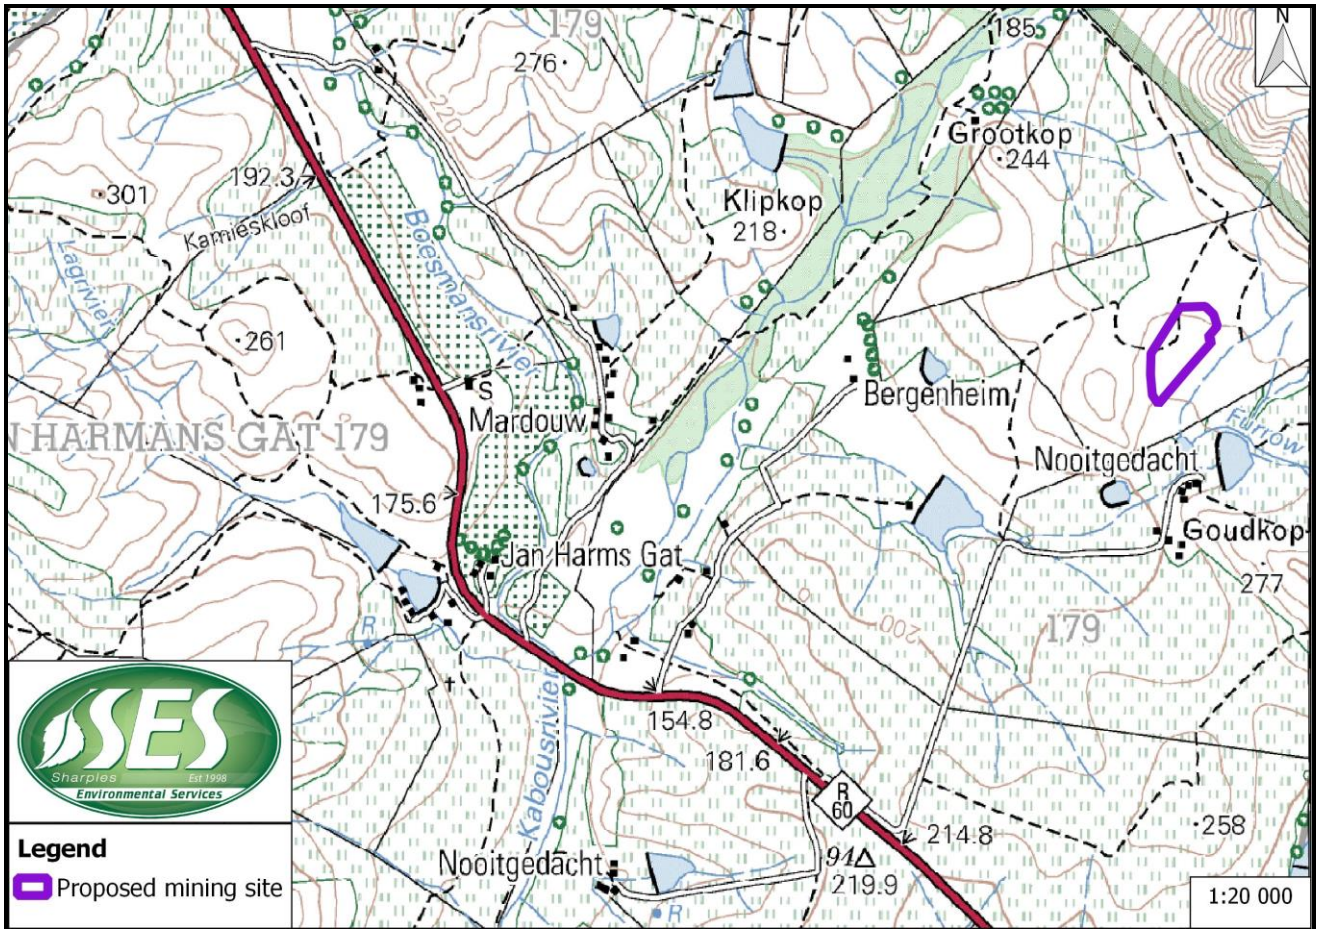 N
179
185
276
220
Grootkop
244
192.3
301
Kamieskloof
Klipkop
218
Boesmansrivier
Lagrivier
261
S
Bergenheim
Mardouw
N HARMANS GAT 179
Furrow
Nooitgedacht
175.6
Goudkop
Jan Harms Gat
277
R
200
179
154.8
181.6
Kabousrivier
R
60
258
214.8
94
219.9
Nooitgedacht
R
SES
Sharples Est 1998
Environmental Services
Legend
Proposed mining site
1:20 000